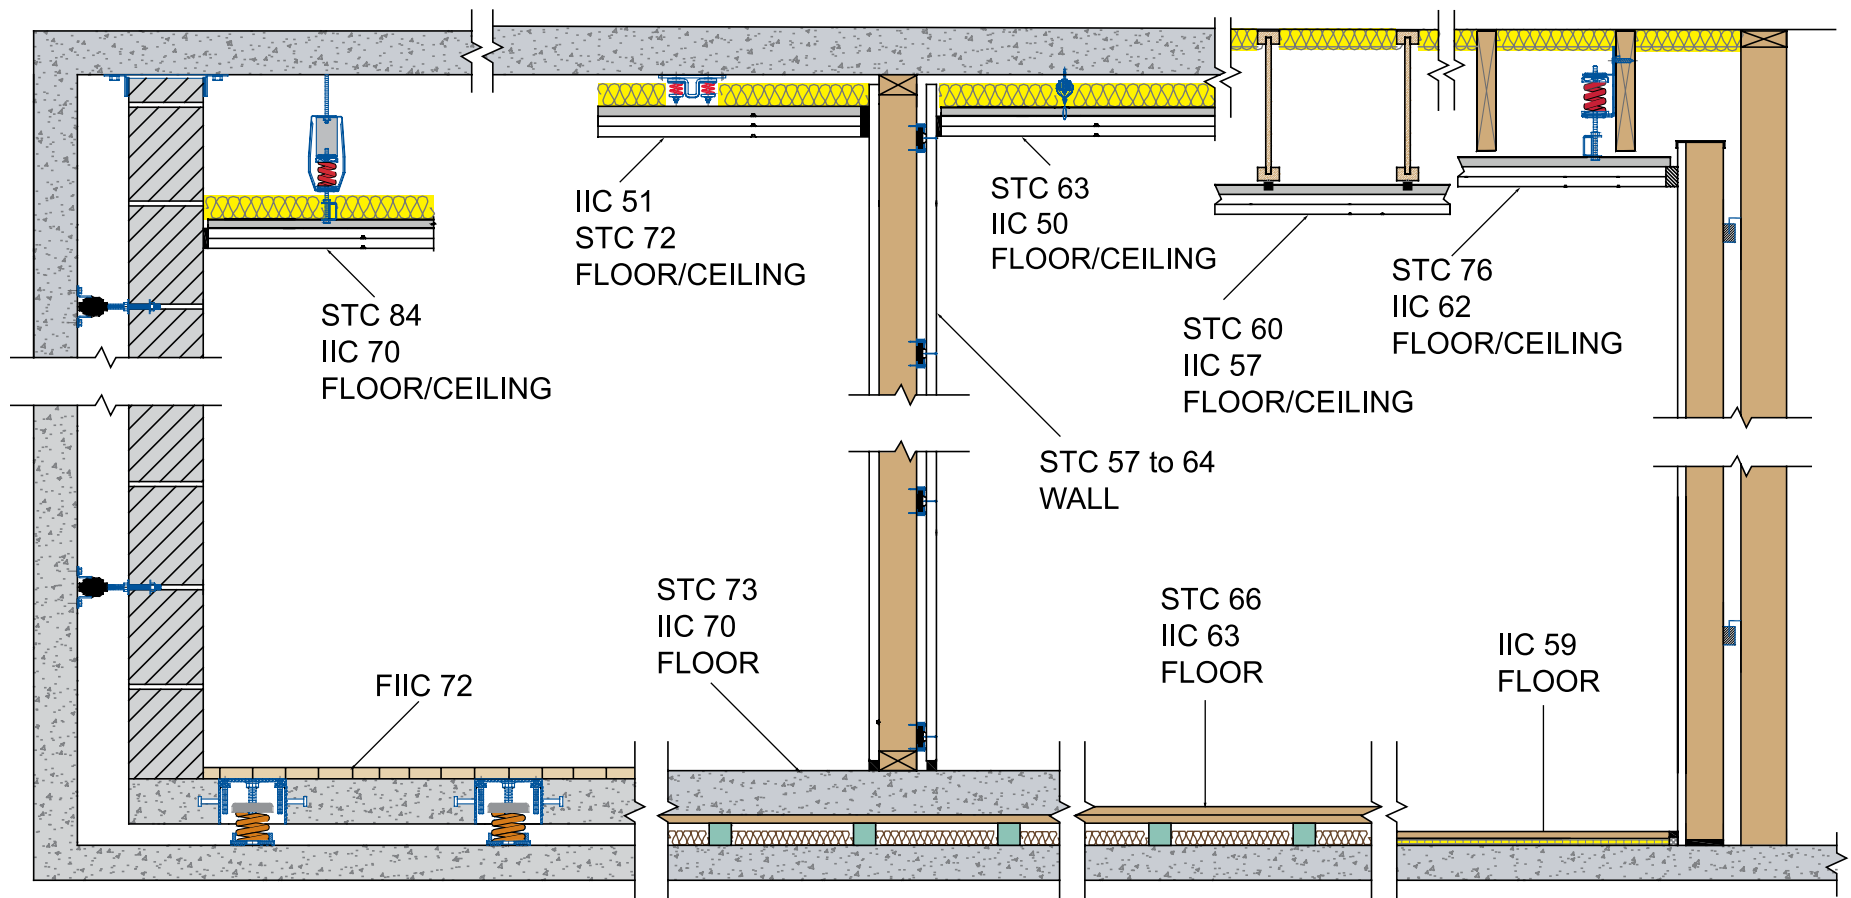 IIC 51
STC 72
FLOOR/CEILING
STC 63
IIC 50
FLOOR/CEILING
STC 84
IIC 70
FLOOR/CEILING
STC 60
IIC 57
FLOOR/CEILING
STC 76
IIC 62
FLOOR/CEILING
STC 57 to 64
WALL
FIIC 72
STC 73
IIC 70
FLOOR
STC 66
IIC 63
FLOOR
IIC 59
FLOOR